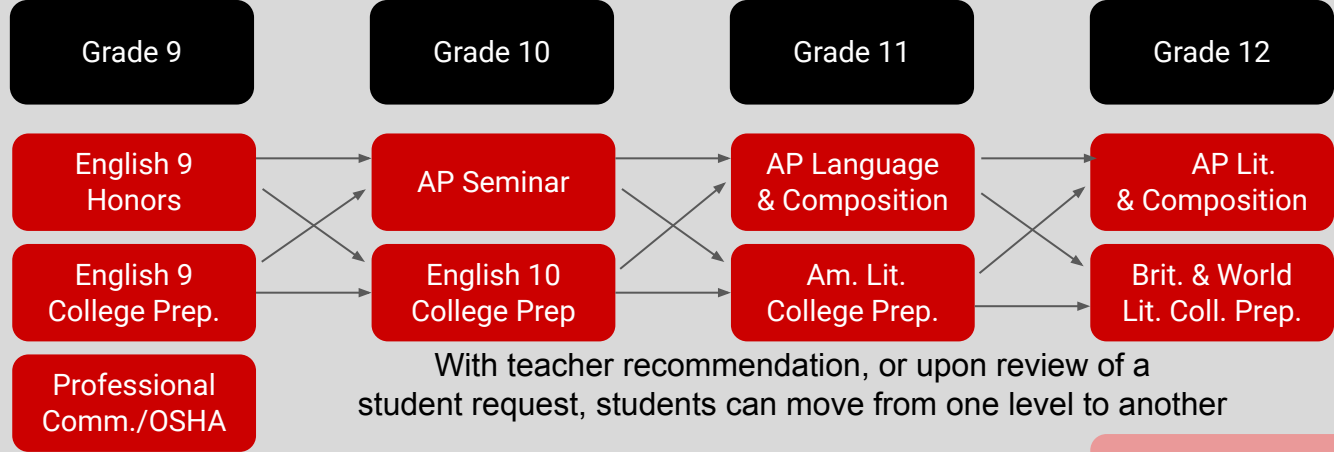 Grade 9
Grade 10
Grade 11
Grade 12
English 9
Honors
AP Seminar
AP Language
& Composition
AP Lit.
& Composition
English 9
College Prep.
English 10
College Prep
Am. Lit.
College Prep.
Brit. & World
Lit. Coll. Prep.
Professional
Comm./OSHA
With teacher recommendation, or upon review of a
student request, students can move from one level to another